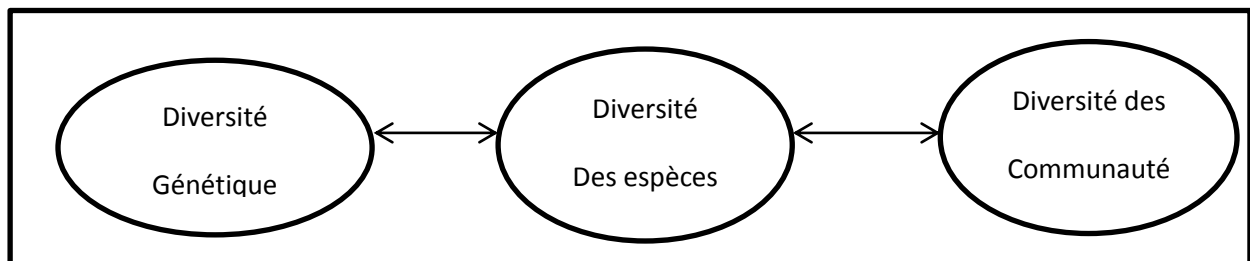 Diversité
Génétique
Diversité
Des espèces
Diversité des
Communauté